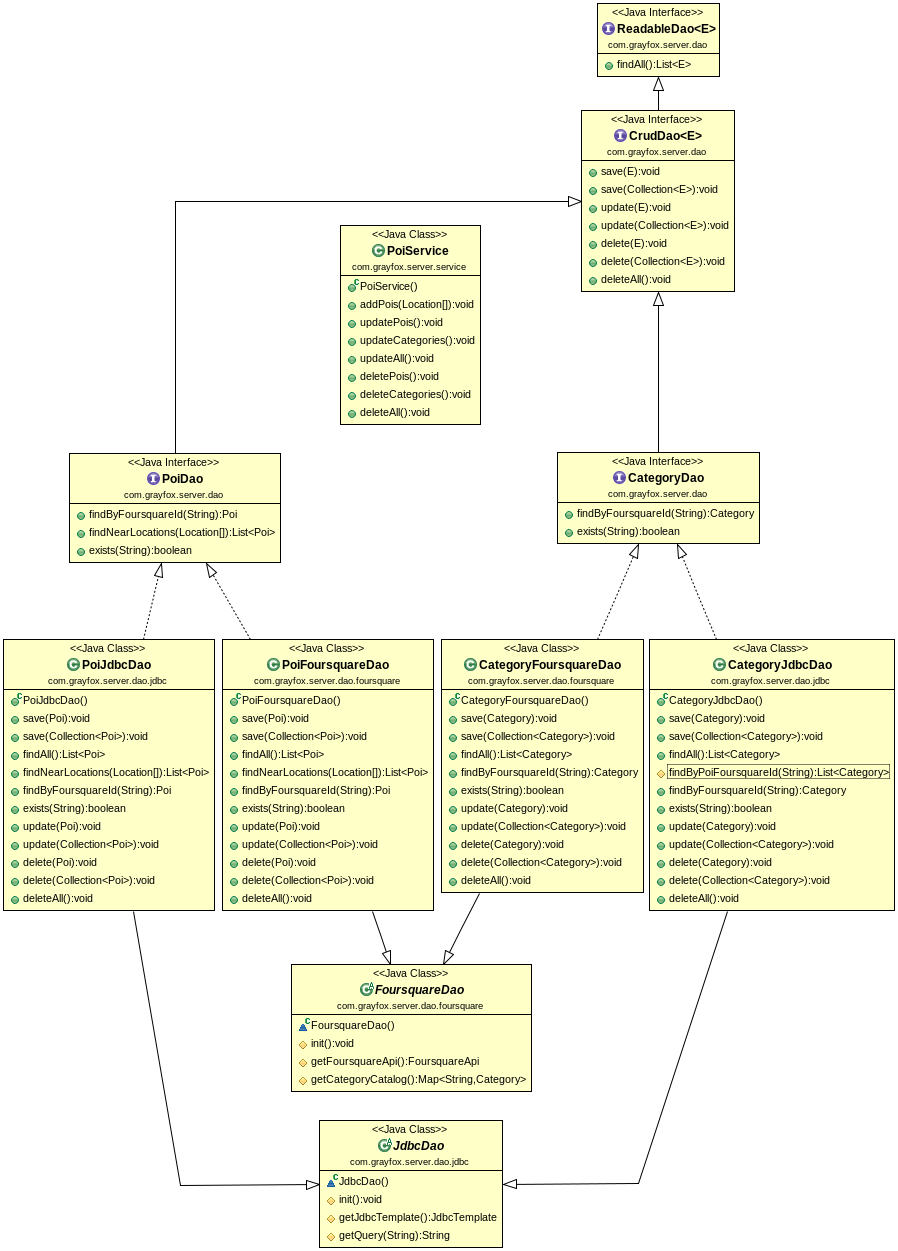 <<Java Interface>>
ReadableDao<E>
com.grayfox.server.dao
findAll():List<E>
<<Java Interface>>
CrudDao<E>
com.grayfox.server.dao
save(E):void
save(Collection<E>):void
update(E):void
update(Collection<E>):void
delete(E):void
delete(Collection<E>):void
deleteAll():void
<<Java Class>>
PoiService
com.grayfox.server.service
PoiService()
addPois(Location[]):void
updatePois():void
updateCategories():void
updateAll():void
deletePois():void
deleteCategories():void
deleteAll():void
<<Java Interface>>
PoiDao
com.grayfox.server.dao
findByFoursquareId(String):Poi
findNearLocations(Location[]):List<Poi>
exists(String):boolean
<<Java Interface>>
CategoryDao
com.grayfox.server.dao
findByFoursquareId(String):Category
exists(String):boolean
<<Java Class>>
PoiJdbcDao
com.grayfox.server.dao.jdbc
PoiJdbcDao()
save(Poi):void
save(Collection<Poi>):void
findAll():List<Poi>
findNearLocations(Location[]):List<Poi>
findByFoursquareId(String):Poi
exists(String):boolean
update(Poi):void
update(Collection<Poi>):void
delete(Poi):void
delete(Collection<Poi>):void
deleteAll():void
<<Java Class>>
PoiFoursquareDao
com.grayfox.server.dao.foursquare
PoiFoursquareDao()
save(Poi):void
save(Collection<Poi>):void
findAll():List<Poi>
findNearLocations(Location[]):List<Poi>
findByFoursquareId(String):Poi
exists(String):boolean
update(Poi):void
update(Collection<Poi>):void
delete(Poi):void
delete(Collection<Poi>):void
deleteAll():void
<<Java Class>>
CategoryFoursquareDao
com.grayfox.server.dao.foursquare
CategoryFoursquareDao()
save(Category):void
save(Collection<Category>):void
findAll():List<Category>
findByFoursquareId(String):Category
exists(String):boolean
update(Category):void
update(Collection<Category>):void
delete(Category):void
delete(Collection<Category>):void
deleteAll():void
<<Java Class>>
CategoryJdbcDao
com.grayfox.server.dao.jdbc
CategoryJdbcDao()
save(Category):void
save(Collection<Category>):void
findAll():List<Category>
findByPoiFoursquareId(String):List<Category>
findByFoursquareId(String):Category
exists(String):boolean
update(Category):void
update(Collection<Category>):void
delete(Category):void
delete(Collection<Category>):void
deleteAll():void
<<Java Class>>
FoursquareDao
com.grayfox.server.dao.foursquare
FoursquareDao()
init():void
getFoursquareApi():FoursquareApi
getCategoryCatalog():Map<String,Category>
<<Java Class>>
JdbcDao
com.grayfox.server.dao.jdbc
JdbcDao()
init():void
getJdbcTemplate():JdbcTemplate
getQuery(String):String